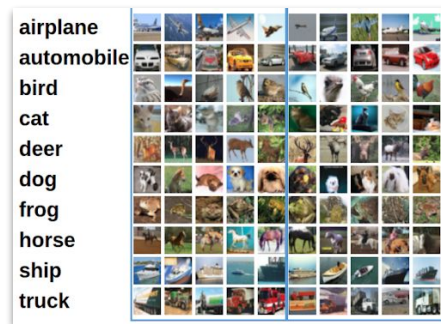 airplane
automobile
bird
cat
deer
dog
frog
horse
ship
truck